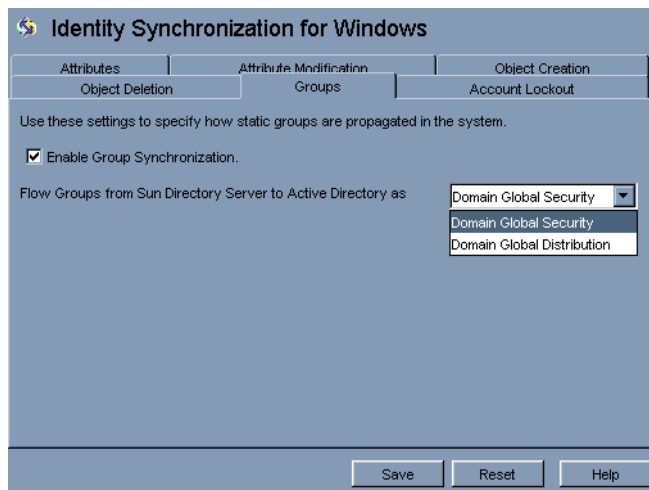 Identity Synchronization for Windows
Attributes
Attribute Modification
Object Creation
Object Deletion
Groups
Account Lockout
Use these settings to specify how static groups are propagated in the system.
Enable Group Synchronization.
Flow Groups from Sun Directory Server to Active Directory as
Domain Global Security
Domain Global Security
Domain Global Distribution
Save
Reset
Help